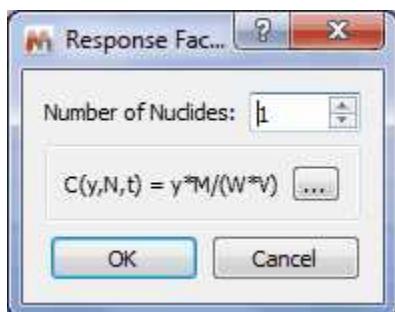 Response Fac...
Number of Nuclides: 1
C(y,N,t) = y*M/(W*V) ...
OK Cancel